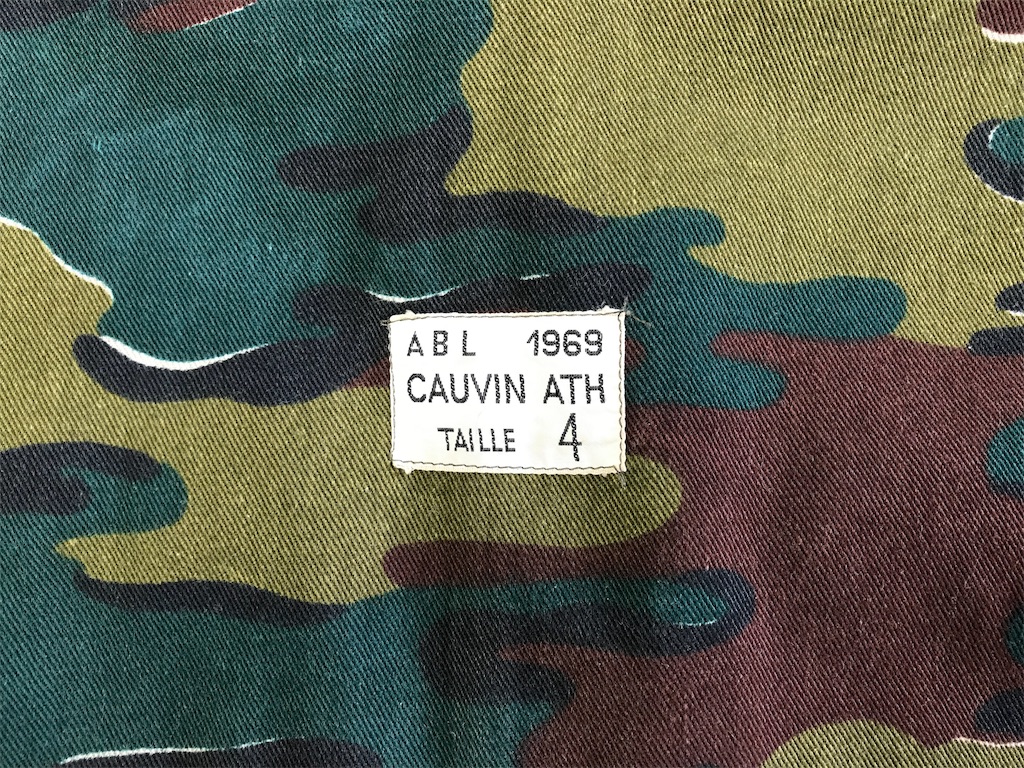 ABL 1969
CAUVIN ATH
TAILLE 4